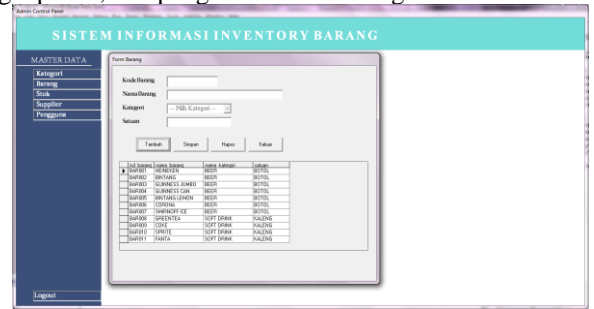 Admin Control Panel
SISTEM INFORMASI INVENTORY BARANG
MASTER DATA
Kategori
Barang
Stok
Supplier
Pengguna
Logout
Form Barang
Kode Barang
Nama Barang
Kategori -- Pilih Kategori --
Satuan
Tambah Simpan Hapus Keluar
kd_barang nama_barang nama_kategori satuan
BAR001 HEINEKEN BEER BOTOL
BAR002 BINTANG BEER BOTOL
BAR003 GUINNESS JUMBO BEER BOTOL
BAR004 GUINNESS CAN BEER BOTOL
BAR005 BINTANG LEMON BEER BOTOL
BAR006 CORONA BEER BOTOL
BAR007 SMIRNOFF ICE BEER BOTOL
BAR008 GREENTEA SOFT DRINK KALENG
BAR009 COKE SOFT DRINK KALENG
BAR010 SPRITE SOFT DRINK KALENG
BAR011 FANTA SOFT DRINK KALENG